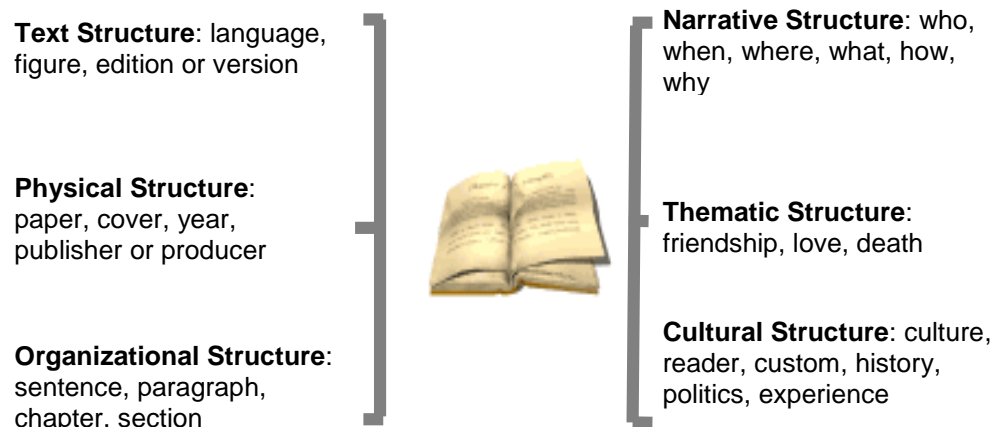 Text Structure: language,
figure, edition or version
Physical Structure:
paper, cover, year,
publisher or producer
Organizational Structure:
sentence, paragraph,
chapter, section
Narrative Structure: who,
when, where, what, how,
why
Thematic Structure:
friendship, love, death
Cultural Structure: culture,
reader, custom, history,
politics, experience